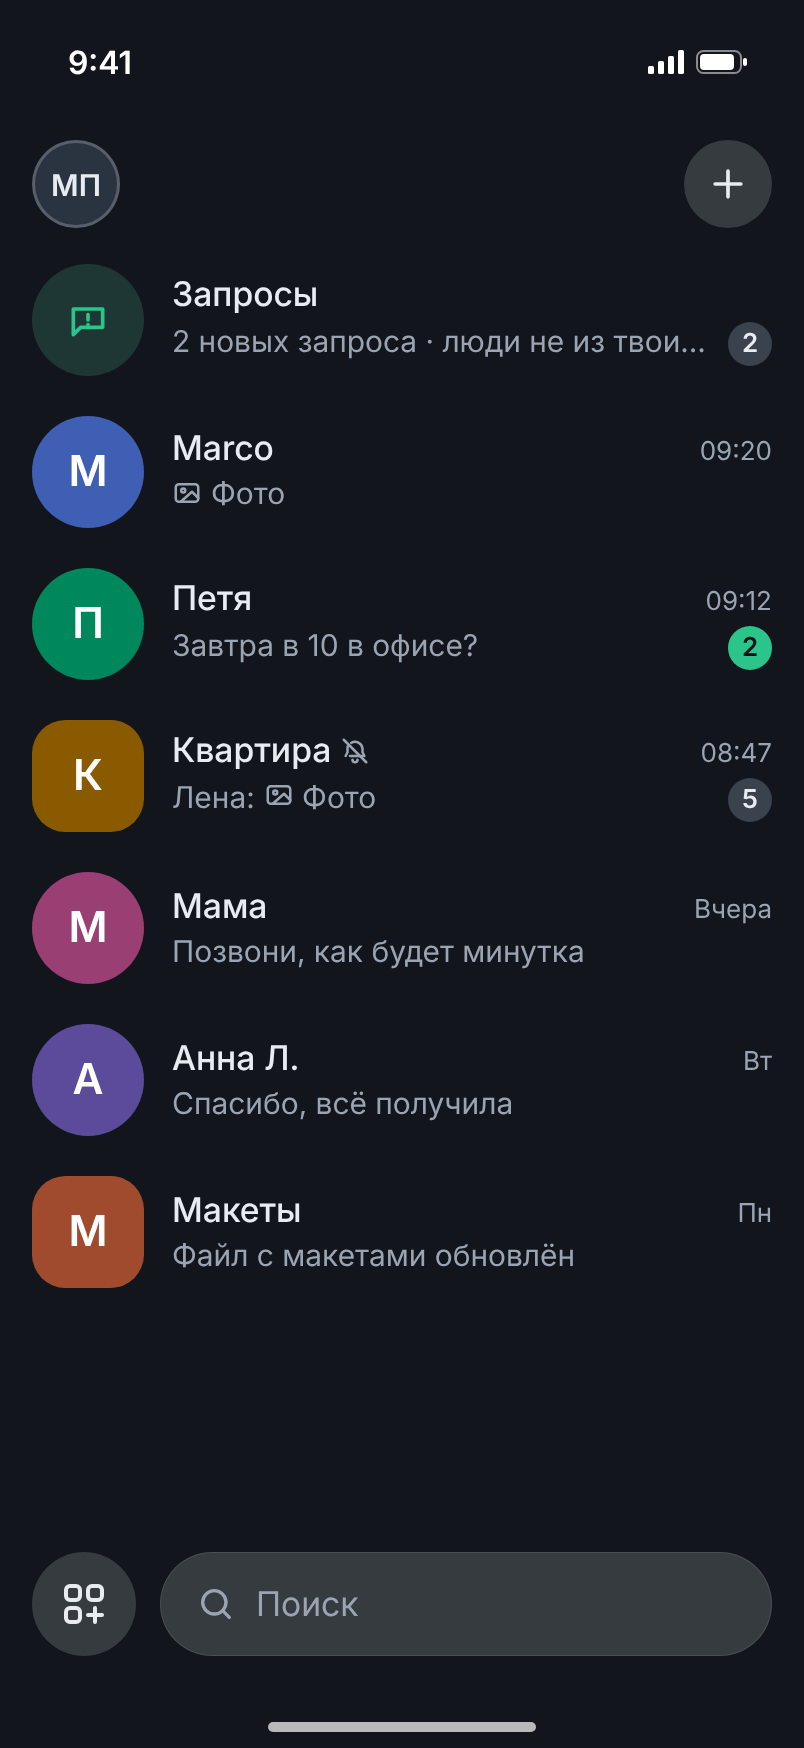 9:41
МП
Запросы
2 новых запроса · люди не из твои...
2
M
Marco
09:20
Фото
П
Петя
09:12
Завтра в 10 в офисе?
2
К
Квартира
08:47
Лена: Фото
5
М
Мама
Вчера
Позвони, как будет минутка
А
Анна Л.
Вт
Спасибо, всё получила
М
Макеты
Пн
Файл с макетами обновлён
Поиск